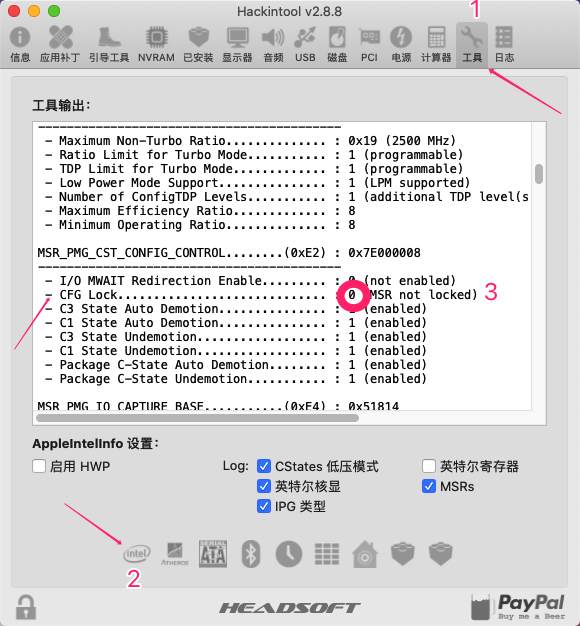 1
Hackintool v2.8.8
信息 应用补丁 引导工具 NVRAM 已安装 显示器 音频 USB 磁盘 PCI 电源 计算器 工具 日志
工具输出:
------------------------------------------
- Maximum Non-Turbo Ratio............. : 0x19 (2500 MHz)
- Ratio Limit for Turbo Mode.......... : 1 (programmable)
- TDP Limit for Turbo Mode............ : 1 (programmable)
- Low Power Mode Support.............. : 1 (LPM supported)
- Number of ConfigTDP Levels.......... : 1 (additional TDP level(s
- Maximum Efficiency Ratio............ : 8
- Minimum Operating Ratio............. : 8
MSR_PMG_CST_CONFIG_CONTROL........(0xE2) : 0x7E000008
------------------------------------------
- I/O MWAIT Redirection Enable........ : 0 (not enabled)
- CFG Lock............................ : 0 (MSR not locked) 3
- C3 State Auto Demotion.............. : 1 (enabled)
- C1 State Auto Demotion.............. : 1 (enabled)
- C3 State Undemotion................. : 1 (enabled)
- C1 State Undemotion................. : 1 (enabled)
- Package C-State Auto Demotion....... : 1 (enabled)
- Package C-State Undemotion.......... : 1 (enabled)
MSR_PMG_IO_CAPTURE_BASE...........(0xE4) : 0x51814
AppleIntelInfo 设置:
启用 HWP Log: CStates 低压模式 英特尔寄存器
英特尔核显 MSRs
IPG 类型
intel ATHEROS SERIAL ATA
2
HEADSOFT PayPal
Buy me a Beer